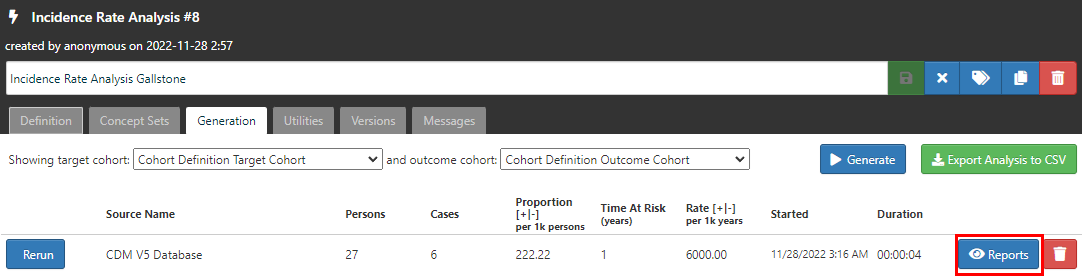 Incidence Rate Analysis #8
created by anonymous on 2022-11-28 2:57
Incidence Rate Analysis Gallstone
Definition Concept Sets Generation Utilities Versions Messages
Showing target cohort: Cohort Definition Target Cohort and outcome cohort: Cohort Definition Outcome Cohort Generate Export Analysis to CSV
Source Name Persons Cases Proportion [+|-] per 1k persons Time At Risk (years) Rate [+|-] per 1k years Started Duration
Rerun CDM V5 Database 27 6 222.22 1 6000.00 11/28/2022 3:16 AM 00:00:04 Reports